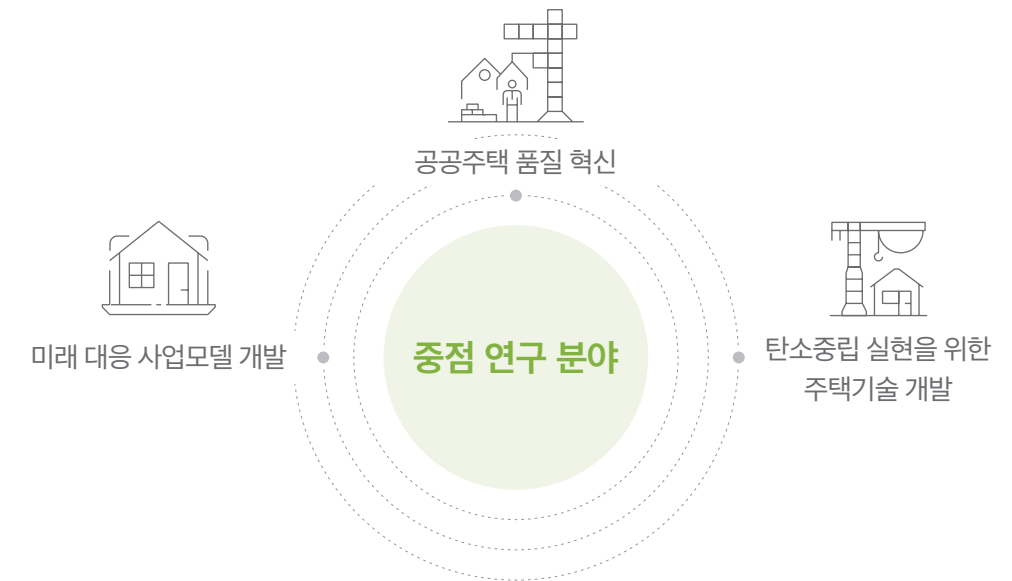 공공주택 품질 혁신
미래 대응 사업모델 개발
중점 연구 분야
탄소중립 실현을 위한
주택기술 개발